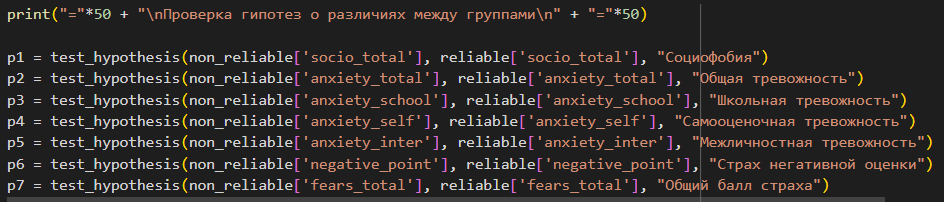 print("="*50 + "\nПроверка гипотез о различиях между группами\n" + "="*50)
p1 = test_hypothesis(non_reliable['socio_total'], reliable['socio_total'], "Социофобия")
p2 = test_hypothesis(non_reliable['anxiety_total'], reliable['anxiety_total'], "Общая тревожность")
p3 = test_hypothesis(non_reliable['anxiety_school'], reliable['anxiety_school'], "Школьная тревожность")
p4 = test_hypothesis(non_reliable['anxiety_self'], reliable['anxiety_self'], "Самооценочная тревожность")
p5 = test_hypothesis(non_reliable['anxiety_inter'], reliable['anxiety_inter'], "Межличностная тревожность")
p6 = test_hypothesis(non_reliable['negative_point'], reliable['negative_point'], "Страх негативной оценки")
p7 = test_hypothesis(non_reliable['fears_total'], reliable['fears_total'], "Общий балл страха")